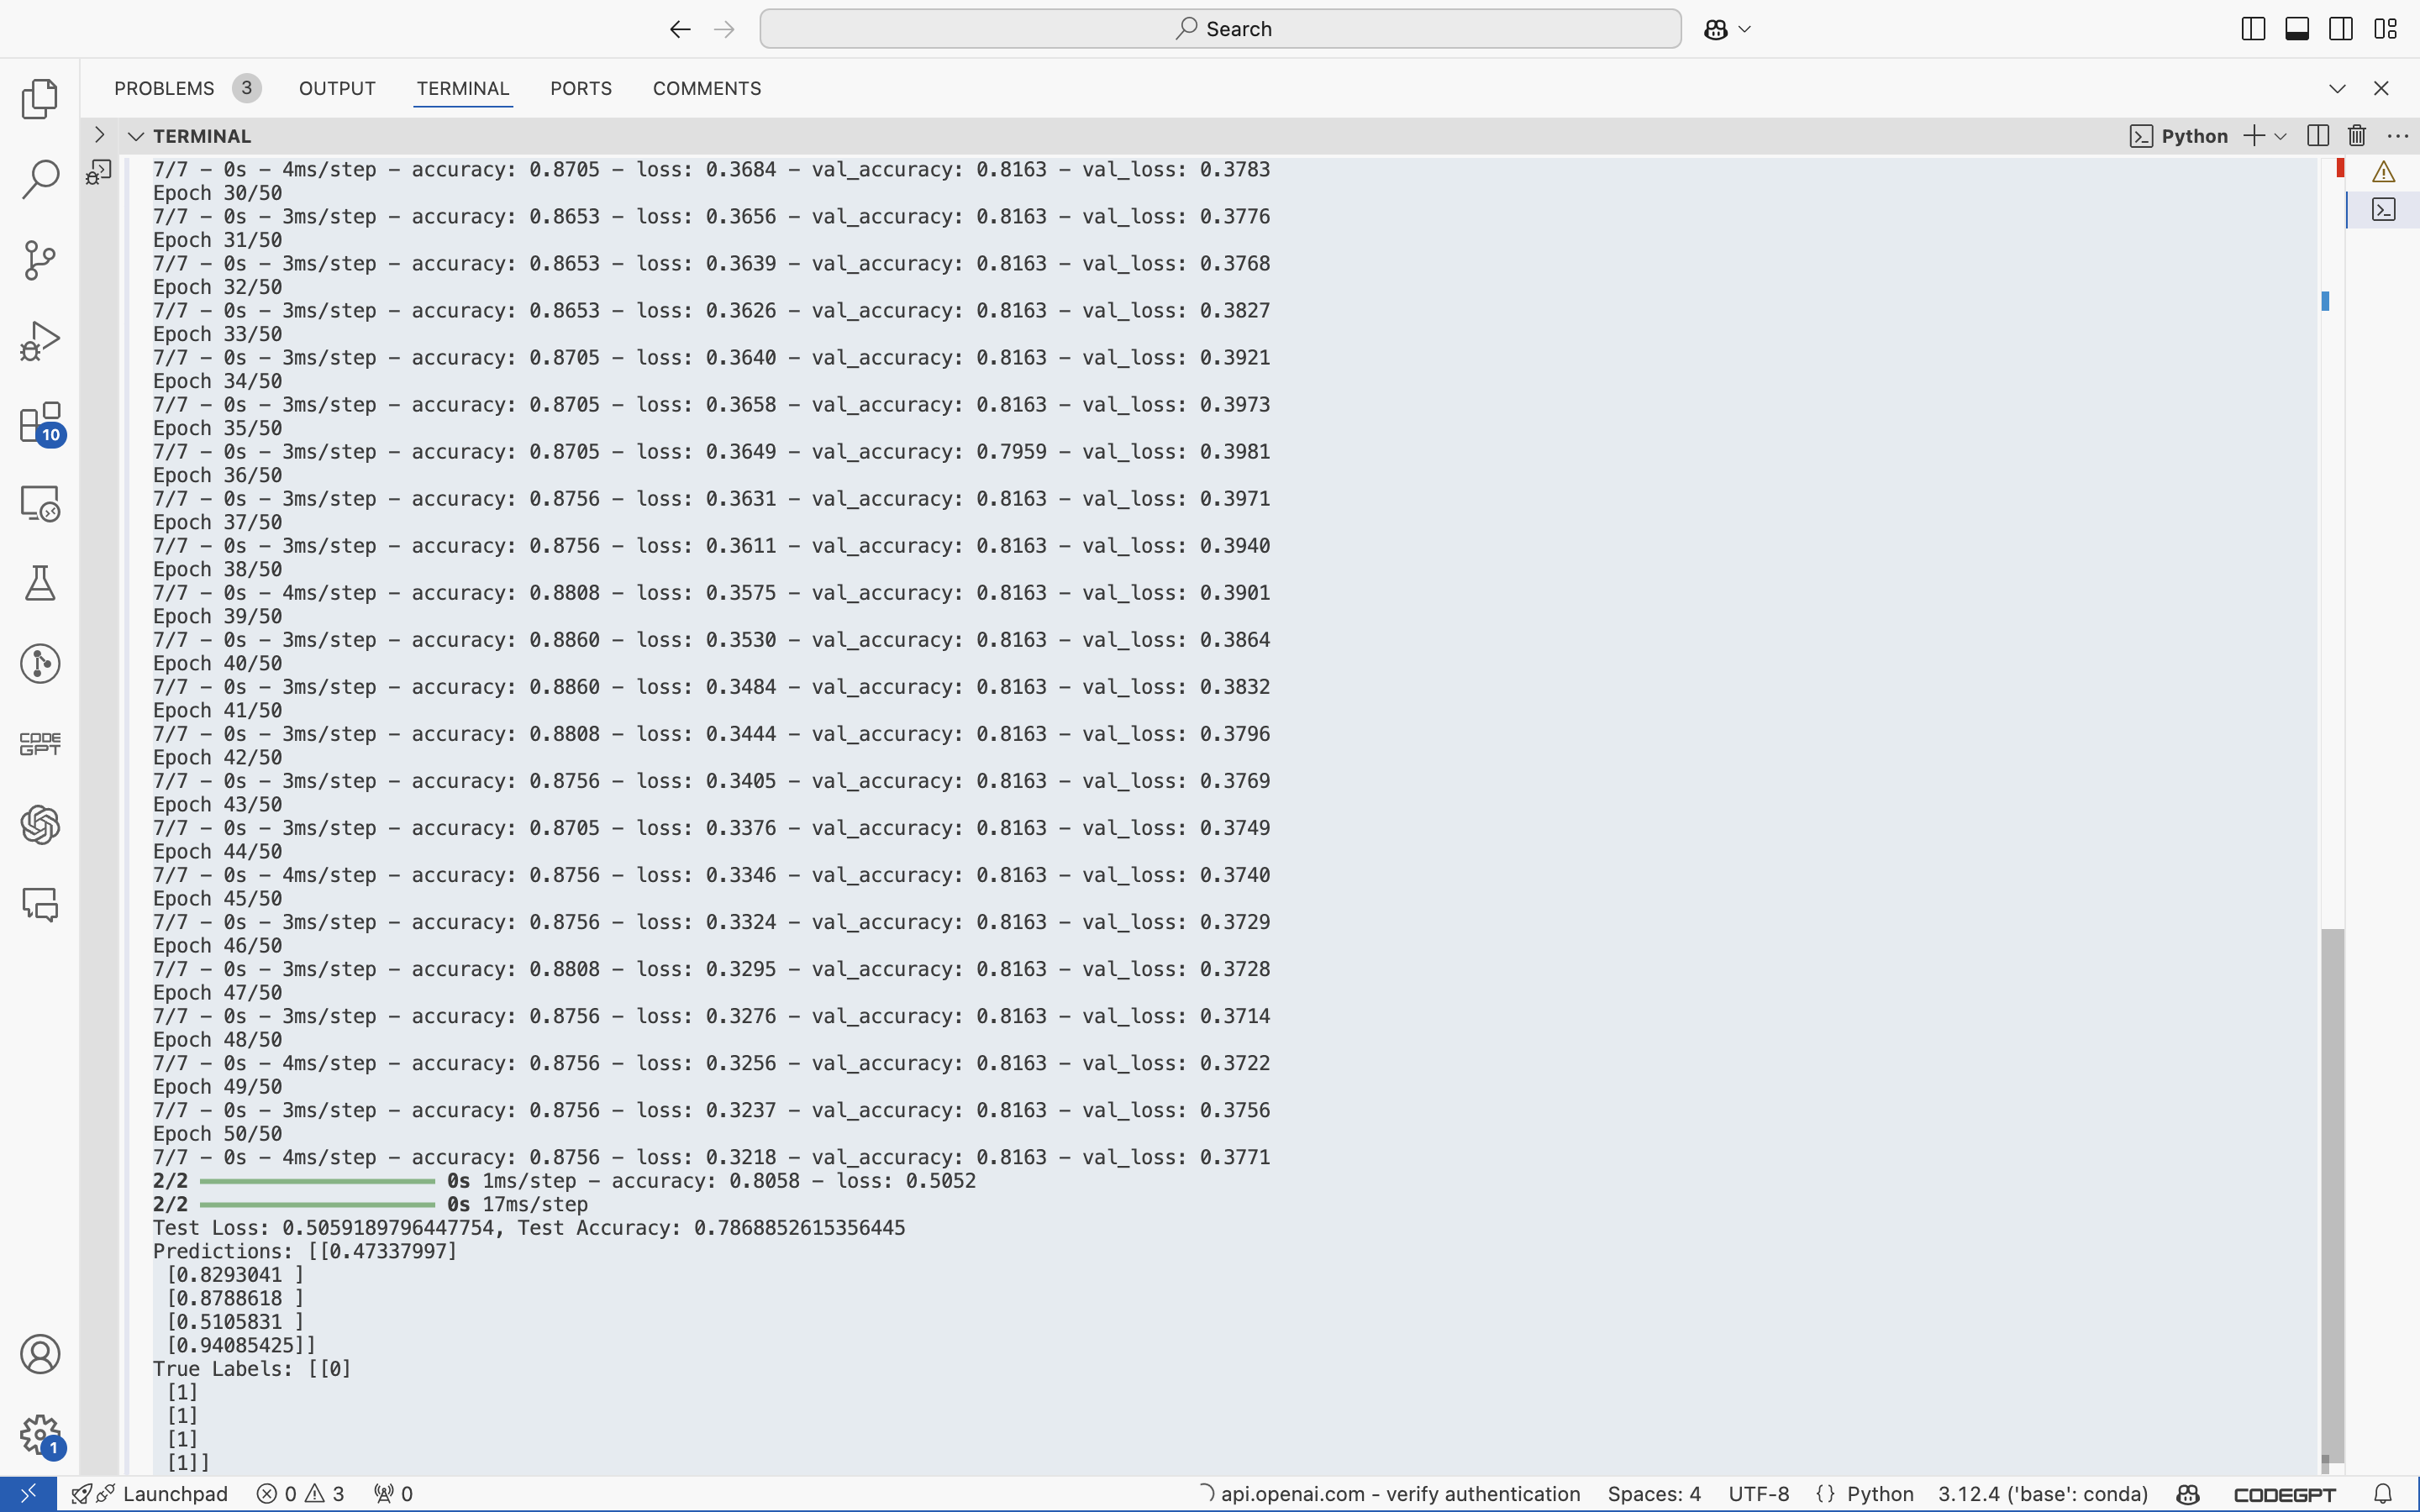 Search
PROBLEMS 3 OUTPUT TERMINAL PORTS COMMENTS
TERMINAL
Python
7/7 - 0s - 4ms/step - accuracy: 0.8705 - loss: 0.3684 - val_accuracy: 0.8163 - val_loss: 0.3783
Epoch 30/50
7/7 - 0s - 3ms/step - accuracy: 0.8653 - loss: 0.3656 - val_accuracy: 0.8163 - val_loss: 0.3776
Epoch 31/50
7/7 - 0s - 3ms/step - accuracy: 0.8653 - loss: 0.3639 - val_accuracy: 0.8163 - val_loss: 0.3768
Epoch 32/50
7/7 - 0s - 3ms/step - accuracy: 0.8653 - loss: 0.3626 - val_accuracy: 0.8163 - val_loss: 0.3827
Epoch 33/50
7/7 - 0s - 3ms/step - accuracy: 0.8705 - loss: 0.3640 - val_accuracy: 0.8163 - val_loss: 0.3921
Epoch 34/50
7/7 - 0s - 3ms/step - accuracy: 0.8705 - loss: 0.3658 - val_accuracy: 0.8163 - val_loss: 0.3973
Epoch 35/50
7/7 - 0s - 3ms/step - accuracy: 0.8705 - loss: 0.3649 - val_accuracy: 0.7959 - val_loss: 0.3981
Epoch 36/50
7/7 - 0s - 3ms/step - accuracy: 0.8756 - loss: 0.3631 - val_accuracy: 0.8163 - val_loss: 0.3971
Epoch 37/50
7/7 - 0s - 3ms/step - accuracy: 0.8756 - loss: 0.3611 - val_accuracy: 0.8163 - val_loss: 0.3940
Epoch 38/50
7/7 - 0s - 4ms/step - accuracy: 0.8808 - loss: 0.3575 - val_accuracy: 0.8163 - val_loss: 0.3901
Epoch 39/50
7/7 - 0s - 3ms/step - accuracy: 0.8860 - loss: 0.3530 - val_accuracy: 0.8163 - val_loss: 0.3864
Epoch 40/50
7/7 - 0s - 3ms/step - accuracy: 0.8860 - loss: 0.3484 - val_accuracy: 0.8163 - val_loss: 0.3832
Epoch 41/50
7/7 - 0s - 3ms/step - accuracy: 0.8808 - loss: 0.3444 - val_accuracy: 0.8163 - val_loss: 0.3796
Epoch 42/50
7/7 - 0s - 3ms/step - accuracy: 0.8756 - loss: 0.3405 - val_accuracy: 0.8163 - val_loss: 0.3769
Epoch 43/50
7/7 - 0s - 3ms/step - accuracy: 0.8705 - loss: 0.3376 - val_accuracy: 0.8163 - val_loss: 0.3749
Epoch 44/50
7/7 - 0s - 4ms/step - accuracy: 0.8756 - loss: 0.3346 - val_accuracy: 0.8163 - val_loss: 0.3740
Epoch 45/50
7/7 - 0s - 3ms/step - accuracy: 0.8756 - loss: 0.3324 - val_accuracy: 0.8163 - val_loss: 0.3729
Epoch 46/50
7/7 - 0s - 3ms/step - accuracy: 0.8808 - loss: 0.3295 - val_accuracy: 0.8163 - val_loss: 0.3728
Epoch 47/50
7/7 - 0s - 3ms/step - accuracy: 0.8756 - loss: 0.3276 - val_accuracy: 0.8163 - val_loss: 0.3714
Epoch 48/50
7/7 - 0s - 4ms/step - accuracy: 0.8756 - loss: 0.3256 - val_accuracy: 0.8163 - val_loss: 0.3722
Epoch 49/50
7/7 - 0s - 3ms/step - accuracy: 0.8756 - loss: 0.3237 - val_accuracy: 0.8163 - val_loss: 0.3756
Epoch 50/50
7/7 - 0s - 4ms/step - accuracy: 0.8756 - loss: 0.3218 - val_accuracy: 0.8163 - val_loss: 0.3771
2/2 0s 1ms/step - accuracy: 0.8058 - loss: 0.5052
2/2 0s 17ms/step
Test Loss: 0.5059189796447754, Test Accuracy: 0.7868852615356445
Predictions: [[0.47337997]
[0.8293041 ]
[0.8788618 ]
[0.5105831 ]
[0.94085425]]
True Labels: [[0]
[1]
[1]
[1]
[1]]
10
CODE
GPT
1
Launchpad 0 3 0 api.openai.com - verify authentication Spaces: 4 UTF-8 {} Python 3.12.4 ('base': conda) CODEGPT